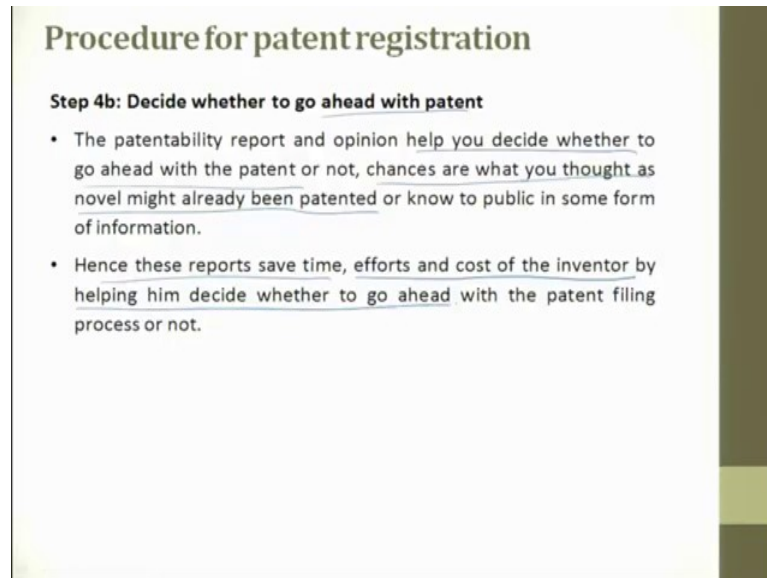 Procedure for patent registration
Step 4b: Decide whether to go ahead with patent
• The patentability report and opinion help you decide whether to
go ahead with the patent or not, chances are what you thought as
novel might already been patented or know to public in some form
of information.
• Hence these reports save time, efforts and cost of the inventor by
helping him decide whether to go ahead with the patent filing
process or not.